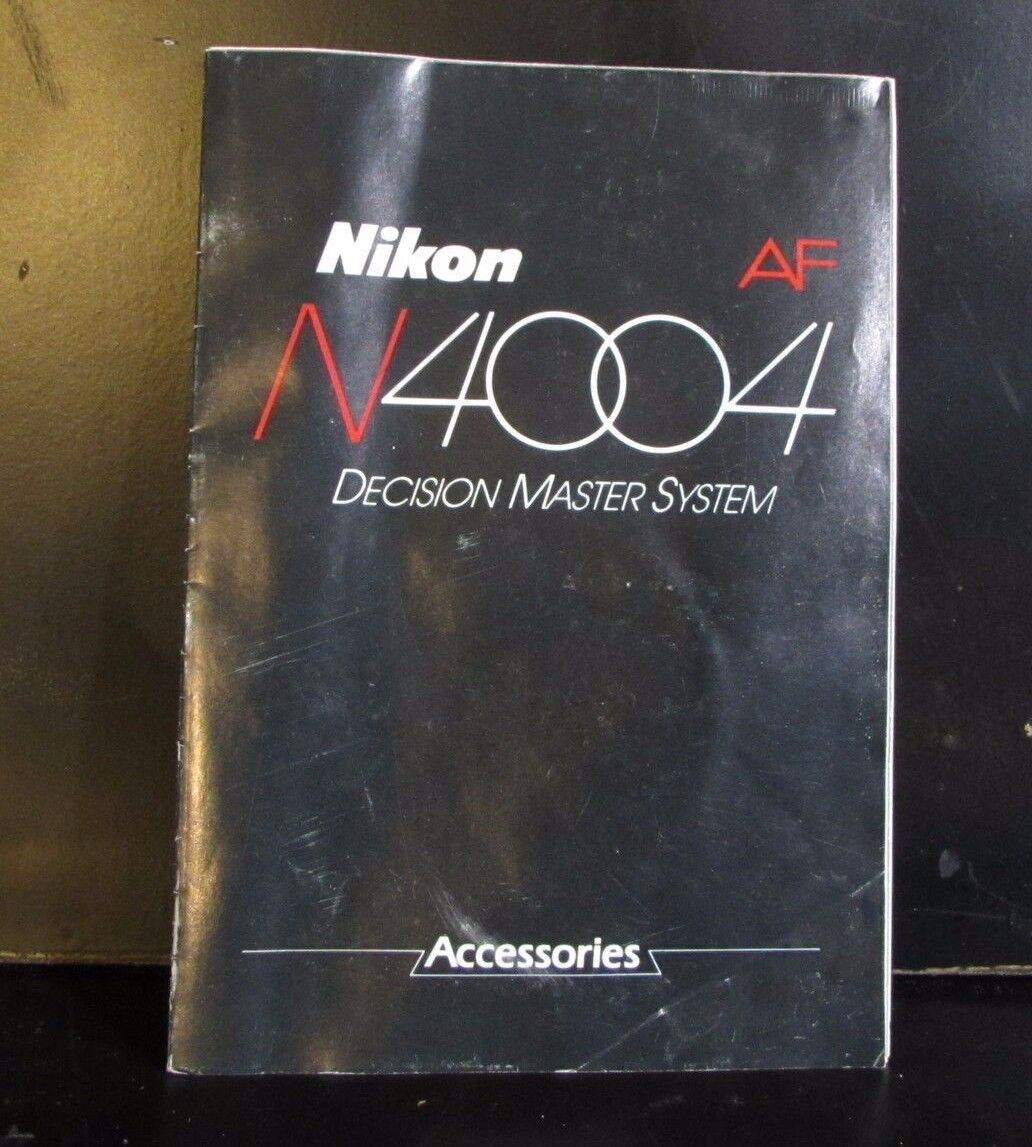 Nikon AF
N4004
DECISION MASTER SYSTEM
Accessories